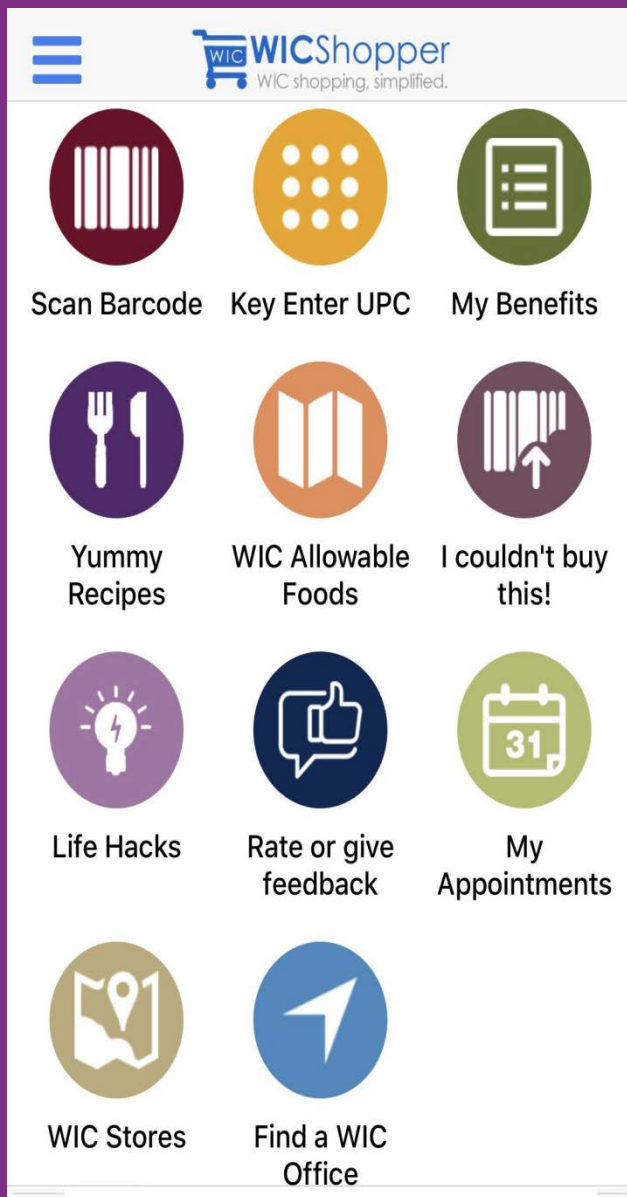 WIC WICShopper
WIC shopping, simplified.
Scan Barcode Key Enter UPC My Benefits
Yummy Recipes
WIC Allowable Foods
I couldn't buy this!
Life Hacks
Rate or give feedback
31
My Appointments
WIC Stores
Find a WIC Office